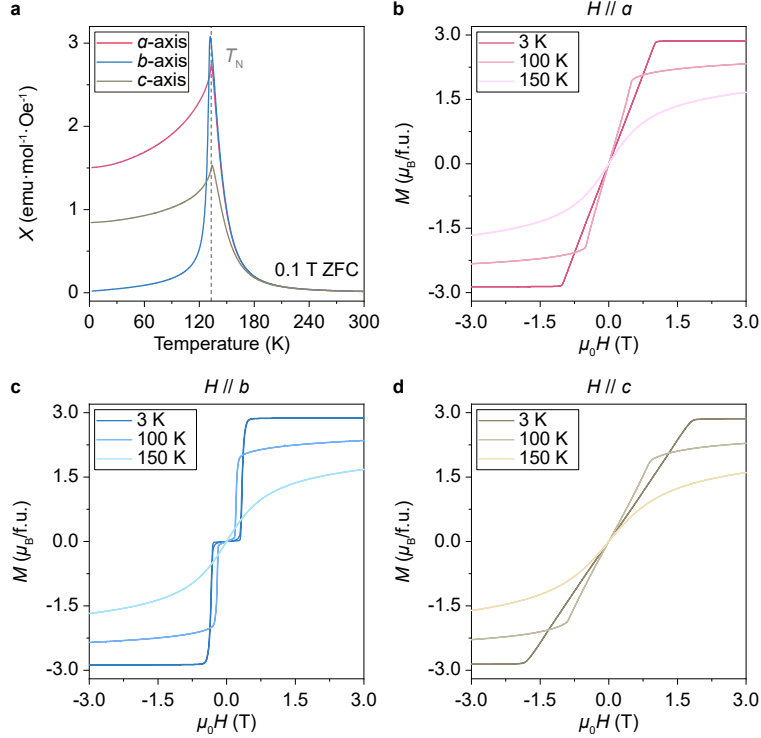 a
a-axis
b-axis
c-axis
T_N
0.1 T ZFC
3
2
1
0
X (emu·mol⁻¹·Oe⁻¹)
0 60 120 180 240 300
Temperature (K)
b
H // a
3 K
100 K
150 K
3.0
1.5
0.0
-1.5
-3.0
M (μ_B/f.u.)
-3.0 -1.5 0.0 1.5 3.0
μ₀H (T)
c
H // b
3 K
100 K
150 K
3.0
1.5
0.0
-1.5
-3.0
M (μ_B/f.u.)
-3.0 -1.5 0.0 1.5 3.0
μ₀H (T)
d
H // c
3 K
100 K
150 K
3.0
1.5
0.0
-1.5
-3.0
M (μ_B/f.u.)
-3.0 -1.5 0.0 1.5 3.0
μ₀H (T)